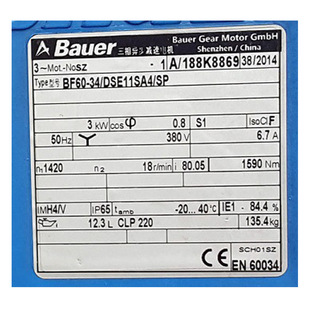 Bauer
Bauer Gear Motor GmbH
三相异步减速电机
Shenzhen / China
3~Mot.-NoSZ - 1 A/188K8869 38/2014
Type型号 BF60-34/DSE11SA4/SP
3 kW cosφ 0.8 S1 IsoCl F
50Hz Y 380 V 6.7 A
n₁ 1420 n₂ 18 r/min i 80.05 1590 Nm
IM H4/V IP65 tamb -20... 40°C IE1 - 84.4 %
12.3 L CLP 220 135.4 kg
CE
SCH01SZ
EN 60034